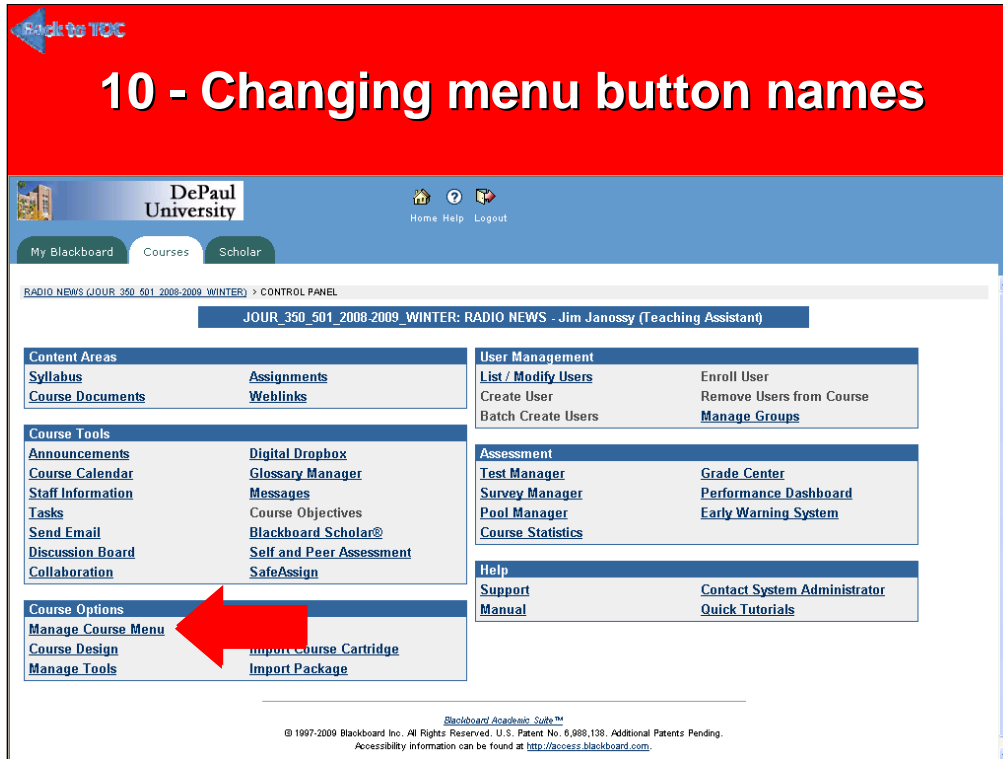 Back to TOC
10 - Changing menu button names
DePaul
University
Home Help Logout
My Blackboard Courses Scholar
RADIO NEWS (JOUR_350_501_2008-2009_WINTER) > CONTROL PANEL
JOUR_350_501_2008-2009_WINTER: RADIO NEWS - Jim Janossy (Teaching Assistant)
Content Areas
Syllabus Assignments
Course Documents Weblinks
Course Tools
Announcements Digital Dropbox
Course Calendar Glossary Manager
Staff Information Messages
Tasks Course Objectives
Send Email Blackboard Scholar®
Discussion Board Self and Peer Assessment
Collaboration SafeAssign
Course Options
Manage Course Menu
Course Design Import Course Cartridge
Manage Tools Import Package
User Management
List / Modify Users Enroll User
Create User Remove Users from Course
Batch Create Users Manage Groups
Assessment
Test Manager Grade Center
Survey Manager Performance Dashboard
Pool Manager Early Warning System
Course Statistics
Help
Support Contact System Administrator
Manual Quick Tutorials
Blackboard Academic Suite™
© 1997-2009 Blackboard Inc. All Rights Reserved. U.S. Patent No. 6,988,138. Additional Patents Pending.
Accessibility information can be found at http://access.blackboard.com.